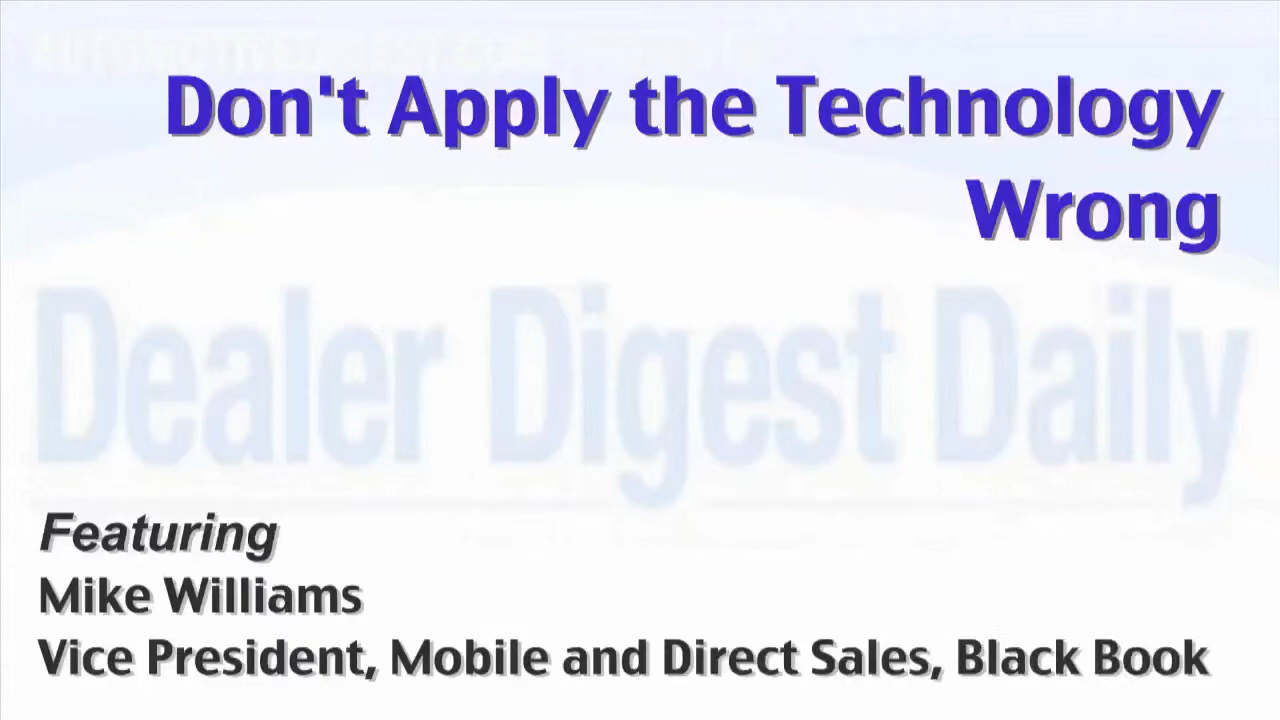 Don't Apply the Technology
Wrong
Dealer Digest Daily
Featuring
Mike Williams
Vice President, Mobile and Direct Sales, Black Book